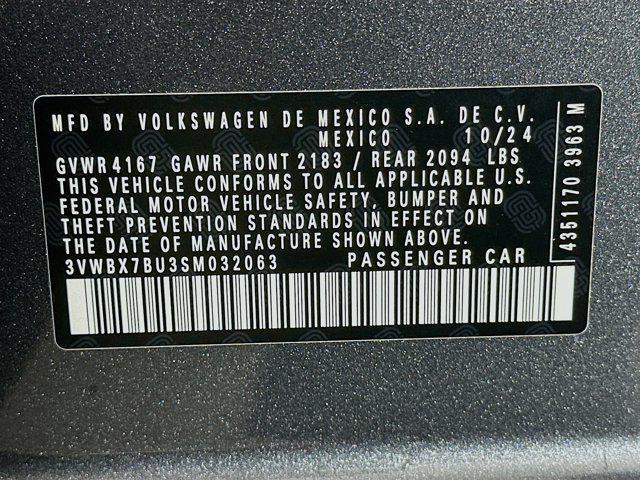 MFD BY VOLKSWAGEN DE MEXICO S.A. DE C.V.
MEXICO 10/24
GVWR 4167 GAWR FRONT 2183 / REAR 2094 LBS
THIS VEHICLE CONFORMS TO ALL APPLICABLE U.S.
FEDERAL MOTOR VEHICLE SAFETY, BUMPER AND
THEFT PREVENTION STANDARDS IN EFFECT ON
THE DATE OF MANUFACTURE SHOWN ABOVE.
3VWBX7BU3SM032063 PASSENGER CAR
4351170 3963 M